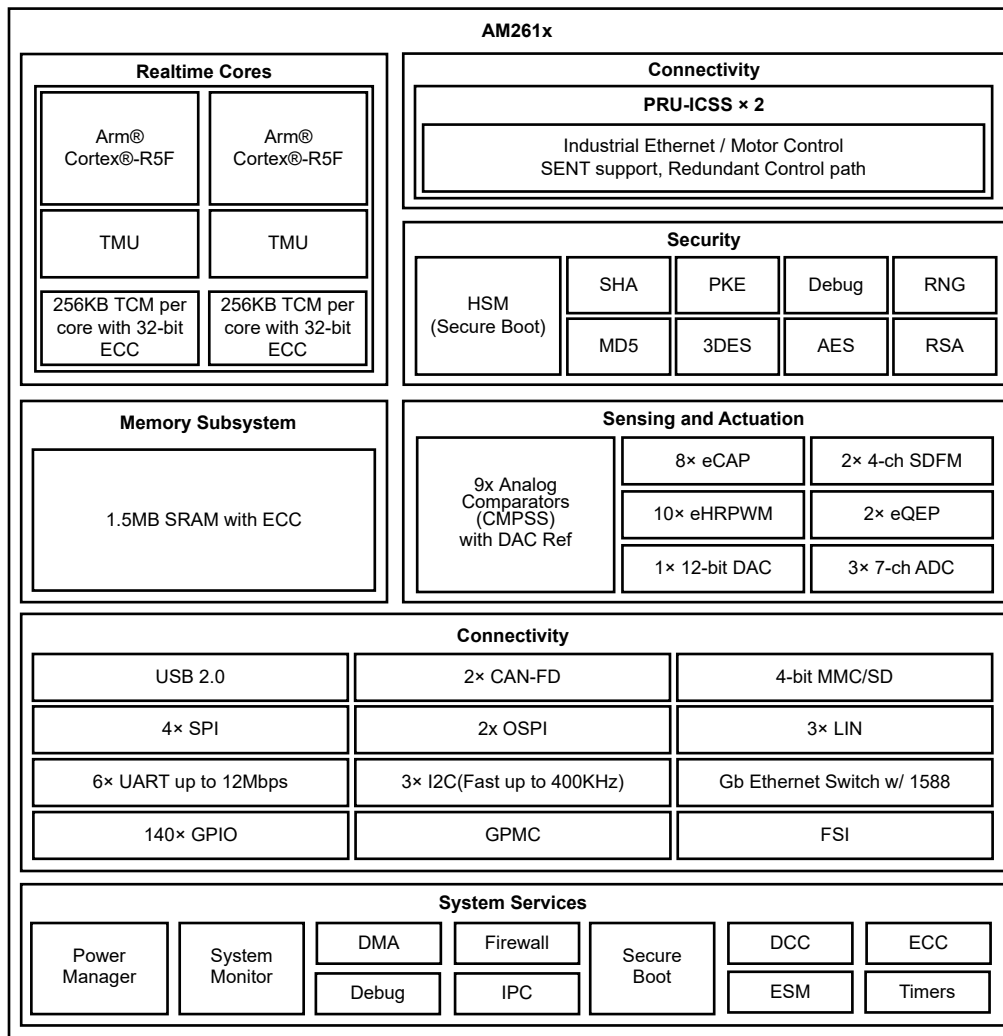 AM261x
Realtime Cores
Arm®
Cortex®-R5F
Arm®
Cortex®-R5F
TMU
TMU
256KB TCM per
core with 32-bit
ECC
256KB TCM per
core with 32-bit
ECC
Connectivity
PRU-ICSS × 2
Industrial Ethernet / Motor Control
SENT support, Redundant Control path
Security
HSM
(Secure Boot)
SHA
PKE
Debug
RNG
MD5
3DES
AES
RSA
Memory Subsystem
1.5MB SRAM with ECC
Sensing and Actuation
9x Analog
Comparators
(CMPSS)
with DAC Ref
8× eCAP
2× 4-ch SDFM
10× eHRPWM
2× eQEP
1× 12-bit DAC
3× 7-ch ADC
Connectivity
USB 2.0
2× CAN-FD
4-bit MMC/SD
4× SPI
2x OSPI
3× LIN
6× UART up to 12Mbps
3× I2C(Fast up to 400KHz)
Gb Ethernet Switch w/ 1588
140× GPIO
GPMC
FSI
System Services
Power
Manager
System
Monitor
DMA
Firewall
Debug
IPC
Secure
Boot
DCC
ECC
ESM
Timers